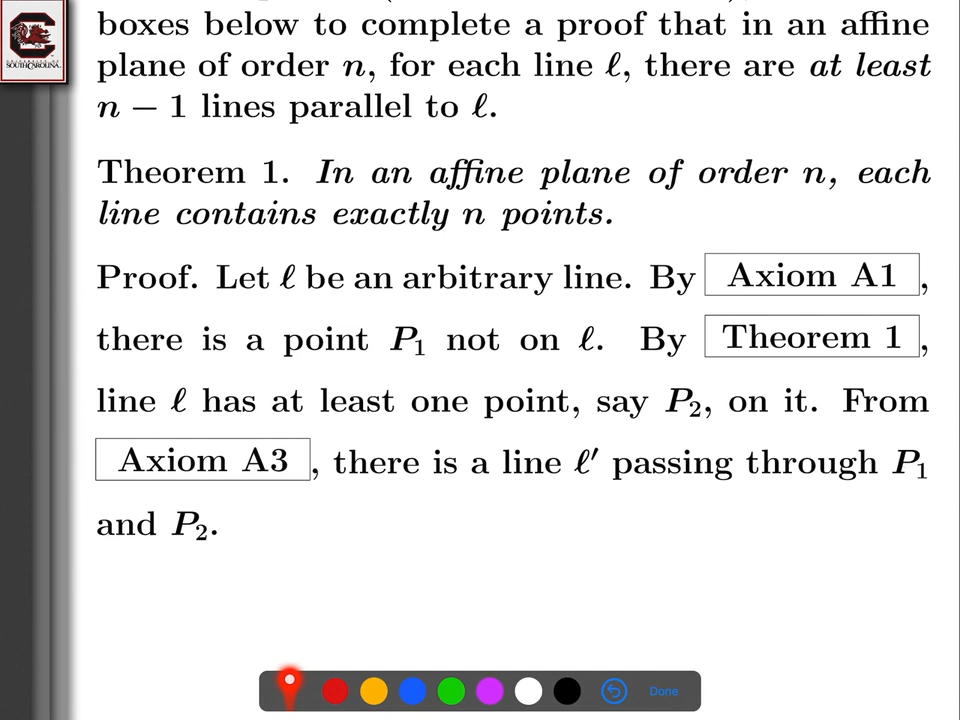 boxes below to complete a proof that in an affine
plane of order n, for each line ℓ, there are at least
n − 1 lines parallel to ℓ.
Theorem 1. In an affine plane of order n, each
line contains exactly n points.
Proof. Let ℓ be an arbitrary line. By Axiom A1,
there is a point P₁ not on ℓ. By Theorem 1,
line ℓ has at least one point, say P₂, on it. From
Axiom A3, there is a line ℓ′ passing through P₁
and P₂.
Done